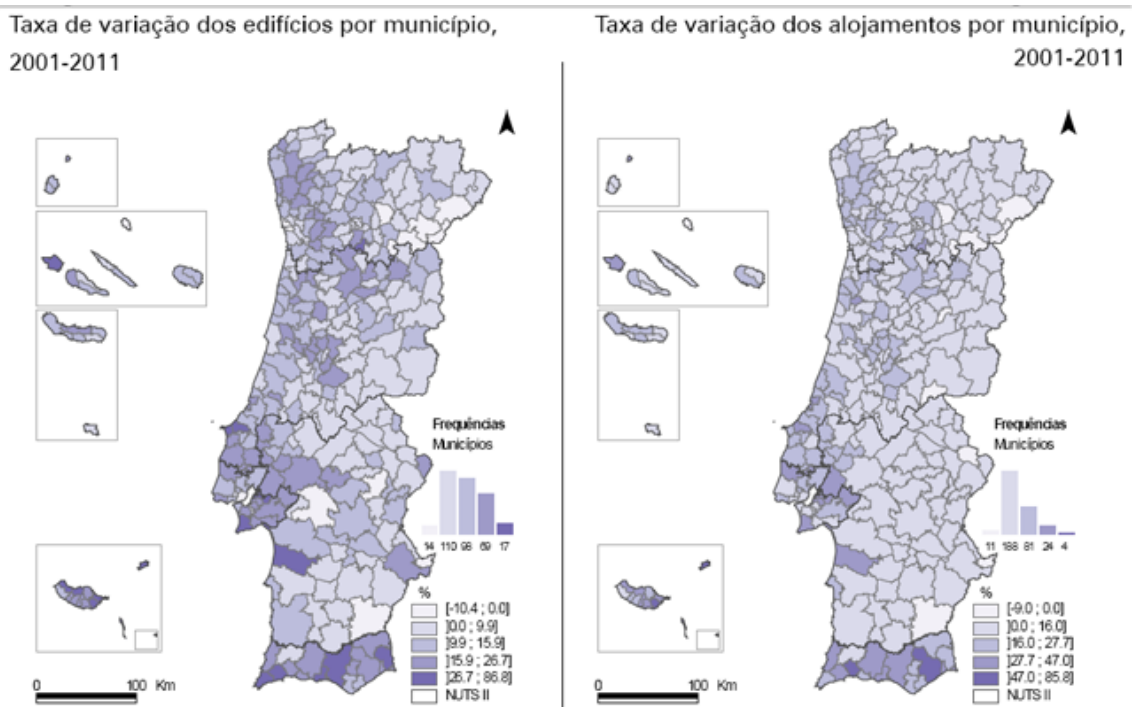 Taxa de variação dos edifícios por município,
2001-2011
Frequências
Municípios
14 110 98 69 17
%
[-10.4 ; 0.0]
]0.0 ; 9.9]
]9.9 ; 15.9]
]15.9 ; 26.7]
]26.7 ; 86.8]
NUTS II
0 100 Km
Taxa de variação dos alojamentos por município,
2001-2011
Frequências
Municípios
11 188 81 24 4
%
[-9.0 ; 0.0]
]0.0 ; 16.0]
]16.0 ; 27.7]
]27.7 ; 47.0]
]47.0 ; 85.8]
NUTS II
0 100 Km